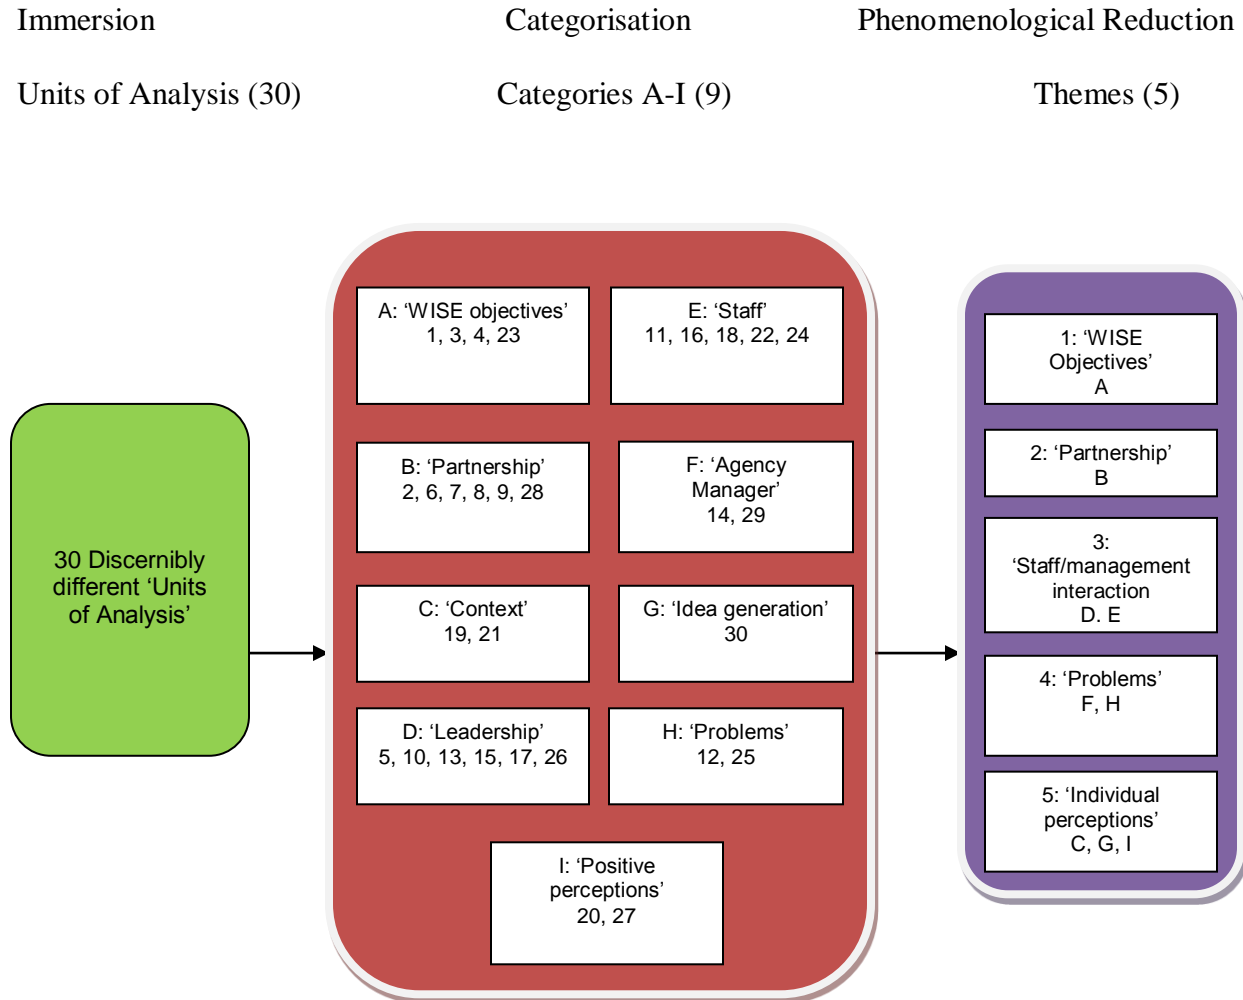 Immersion
Categorisation
Phenomenological Reduction
Units of Analysis (30)
Categories A-I (9)
Themes (5)
30 Discernibly
different ‘Units
of Analysis’
A: ‘WISE objectives’
1, 3, 4, 23
E: ‘Staff’
11, 16, 18, 22, 24
B: ‘Partnership’
2, 6, 7, 8, 9, 28
F: ‘Agency
Manager’
14, 29
C: ‘Context’
19, 21
G: ‘Idea generation’
30
D: ‘Leadership’
5, 10, 13, 15, 17, 26
H: ‘Problems’
12, 25
I: ‘Positive
perceptions’
20, 27
1: ‘WISE
Objectives’
A
2: ‘Partnership’
B
3:
‘Staff/management
interaction
D. E
4: ‘Problems’
F, H
5: ‘Individual
perceptions’
C, G, I